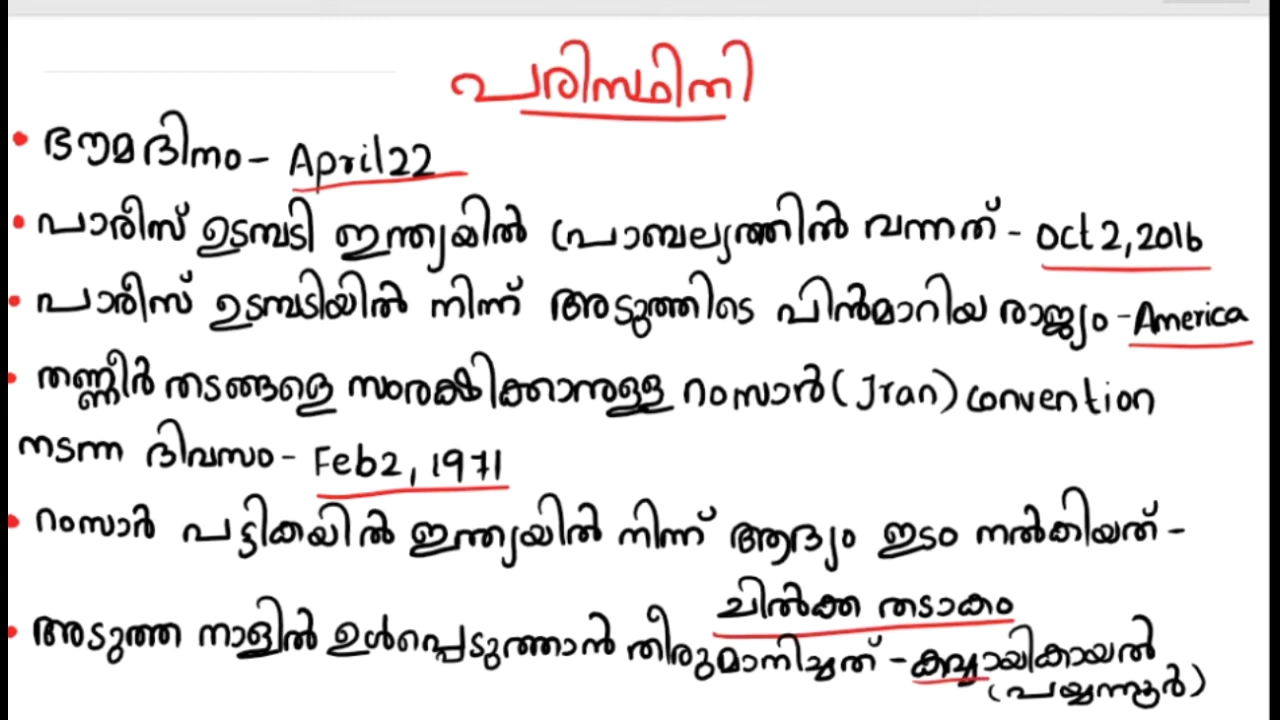 പരിസ്ഥിതി
• ഭൗമദിനം - April 22
• പാരീസ് ഉടമ്പടി ഇന്ത്യയിൽ പ്രാബല്യത്തിൽ വന്നത് - Oct 2, 2016
• പാരീസ് ഉടമ്പടിയിൽ നിന്ന് അടുത്തിടെ പിൻമാറിയ രാജ്യം - America
• തണ്ണീർ തടങ്ങളെ സംരക്ഷിക്കാനുള്ള റംസാർ (Iran) convention
നടന്ന ദിവസം - Feb 2, 1971
• റംസാർ പട്ടികയിൽ ഇന്ത്യയിൽ നിന്ന് ആദ്യം ഇടം നൽകിയത് -
ചിൽക്ക തടാകം
• അടുത്ത നാളിൽ ഉൾപ്പെടുത്താൻ തീരുമാനിച്ചത് - കവ്വായികായൽ
(പയ്യന്നൂർ)